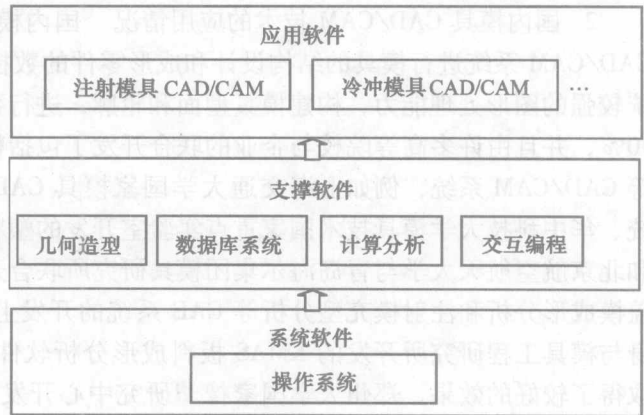 应用软件
注射模具 CAD/CAM 冷冲模具 CAD/CAM …
支撑软件
几何造型 数据库系统 计算分析 交互编程
系统软件
操作系统